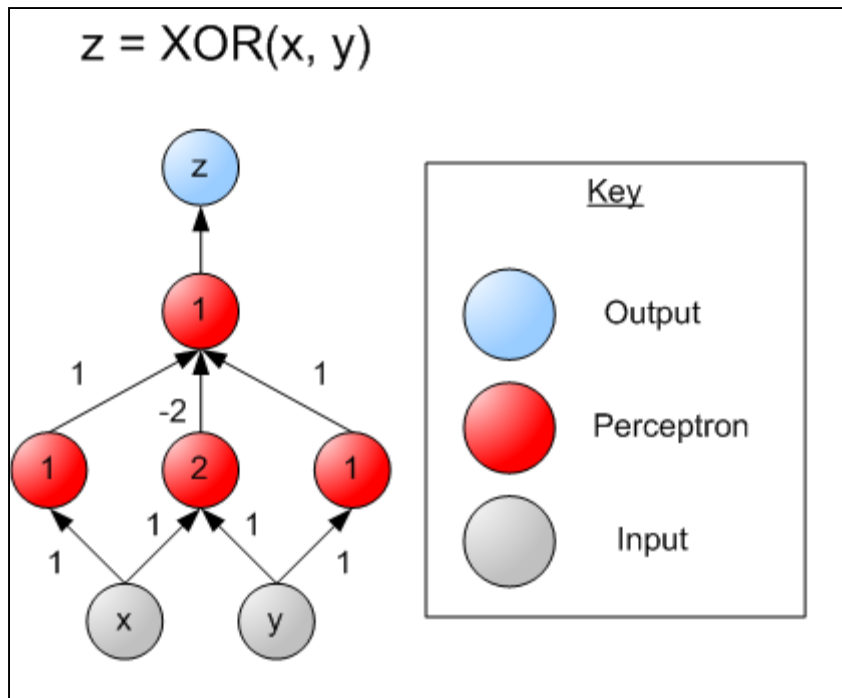 z = XOR(x, y)
z
Key
1
Output
1
1
-2
Perceptron
1
2
1
1
1
1
1
Input
x
y